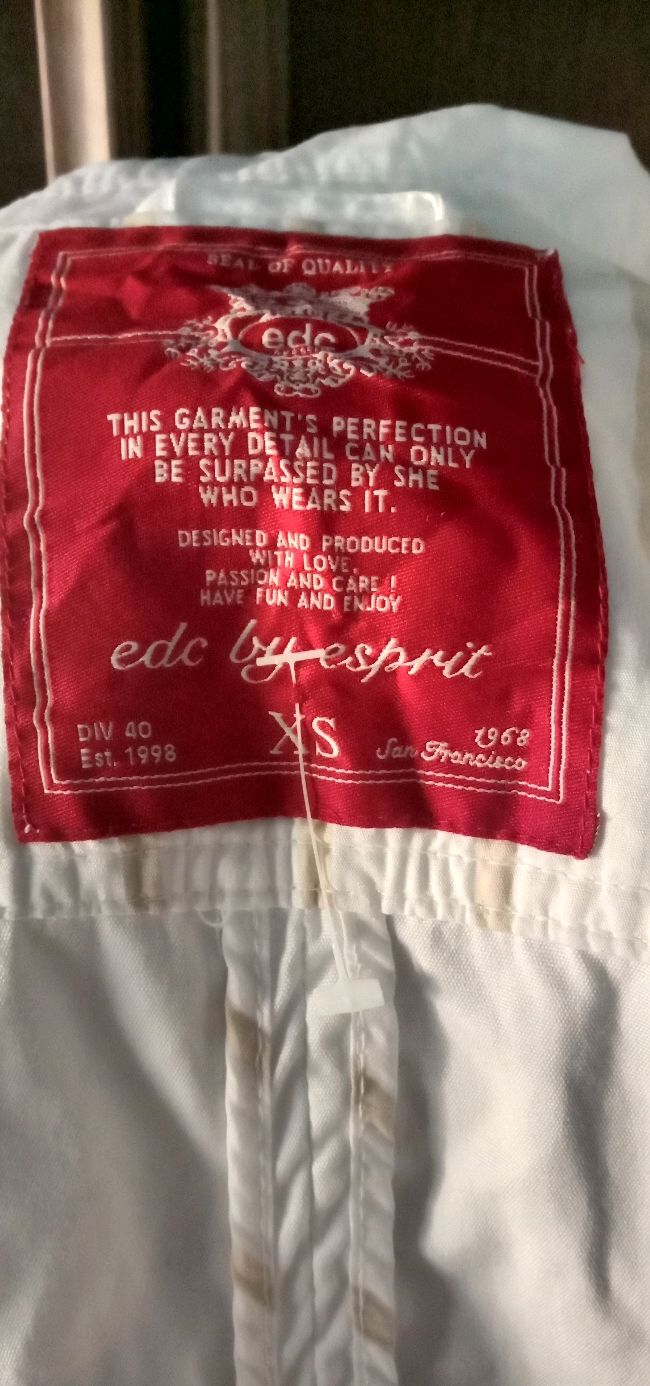 SEAL OF QUALITY
edc
THIS GARMENT'S PERFECTION
IN EVERY DETAIL CAN ONLY
BE SURPASSED BY SHE
WHO WEARS IT.
DESIGNED AND PRODUCED
WITH LOVE,
PASSION AND CARE !
HAVE FUN AND ENJOY
edc by esprit
DIV 40
Est. 1998
XS
1968
San Francisco